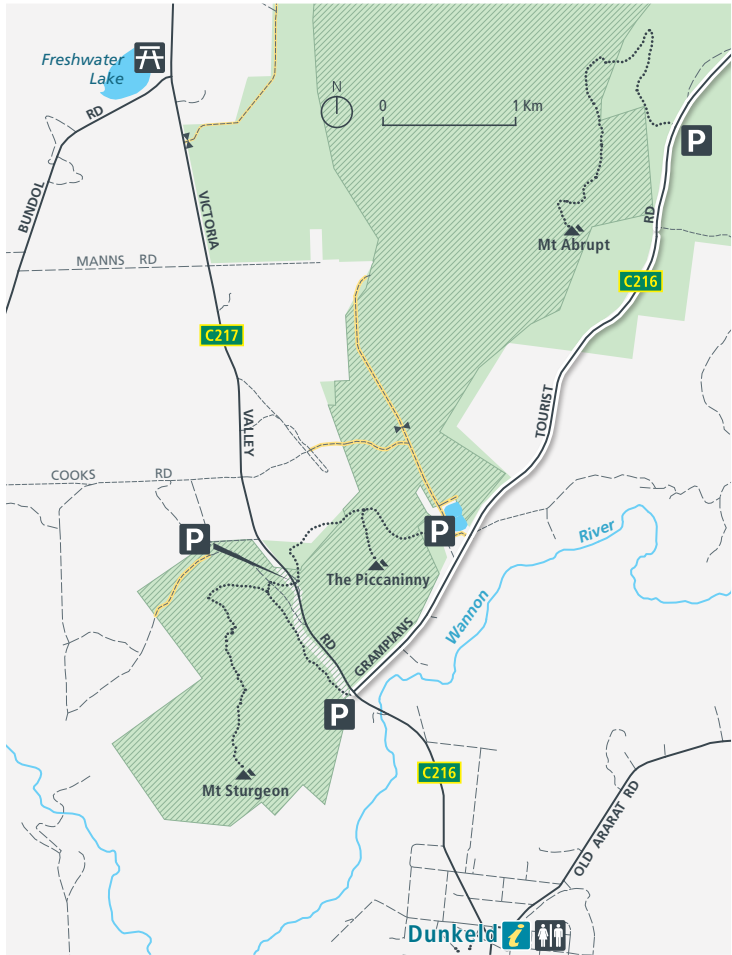 Freshwater
Lake
RD
BUNDOL
N
0 1 Km
P
VICTORIA
RD
Mt Abrupt
MANNS RD
C216
C217
TOURIST
VALLEY
COOKS RD
P
P
River
The Piccaninny
Wannon
RD
GRAMPIANS
P
C216
Mt Sturgeon
OLD ARARAT RD
Dunkeld i